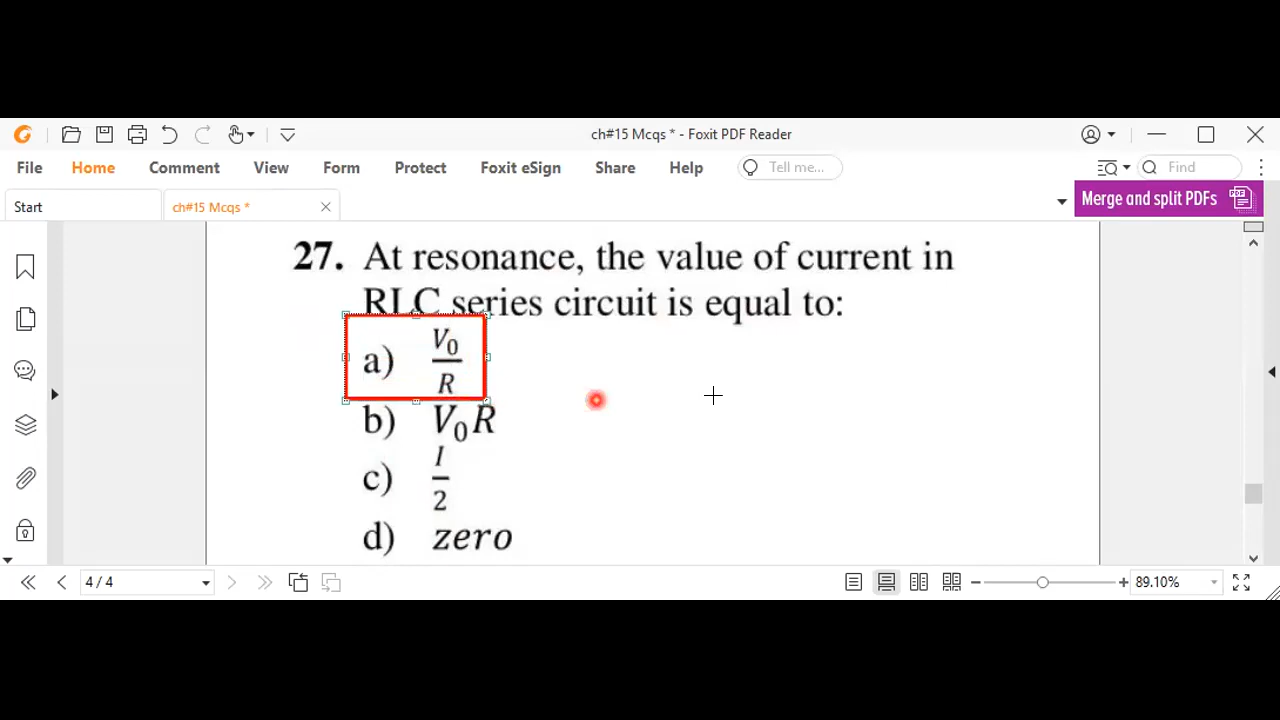 ch#15 Mcqs * - Foxit PDF Reader
File Home Comment View Form Protect Foxit eSign Share Help Tell me... Find
Start ch#15 Mcqs * Merge and split PDFs
27. At resonance, the value of current in
RLC series circuit is equal to:
a) V₀/R
b) V₀R
c) I/2
d) zero
4 / 4 89.10%